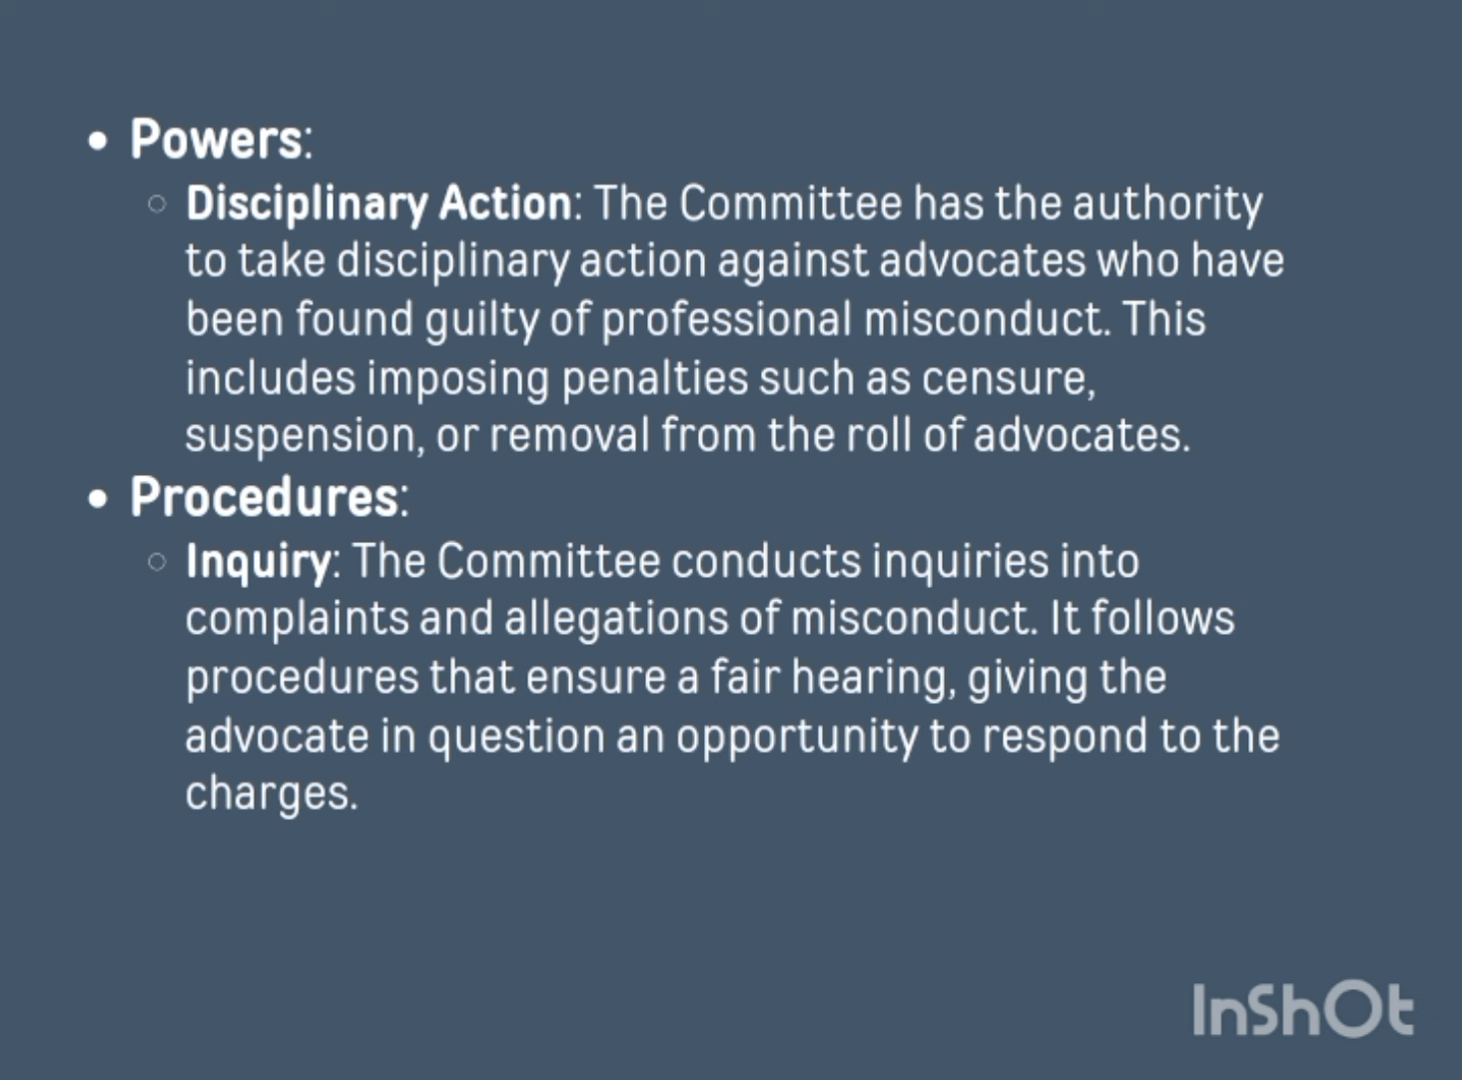 • Powers:
○ Disciplinary Action: The Committee has the authority
to take disciplinary action against advocates who have
been found guilty of professional misconduct. This
includes imposing penalties such as censure,
suspension, or removal from the roll of advocates.
• Procedures:
○ Inquiry: The Committee conducts inquiries into
complaints and allegations of misconduct. It follows
procedures that ensure a fair hearing, giving the
advocate in question an opportunity to respond to the
charges.
InShOt